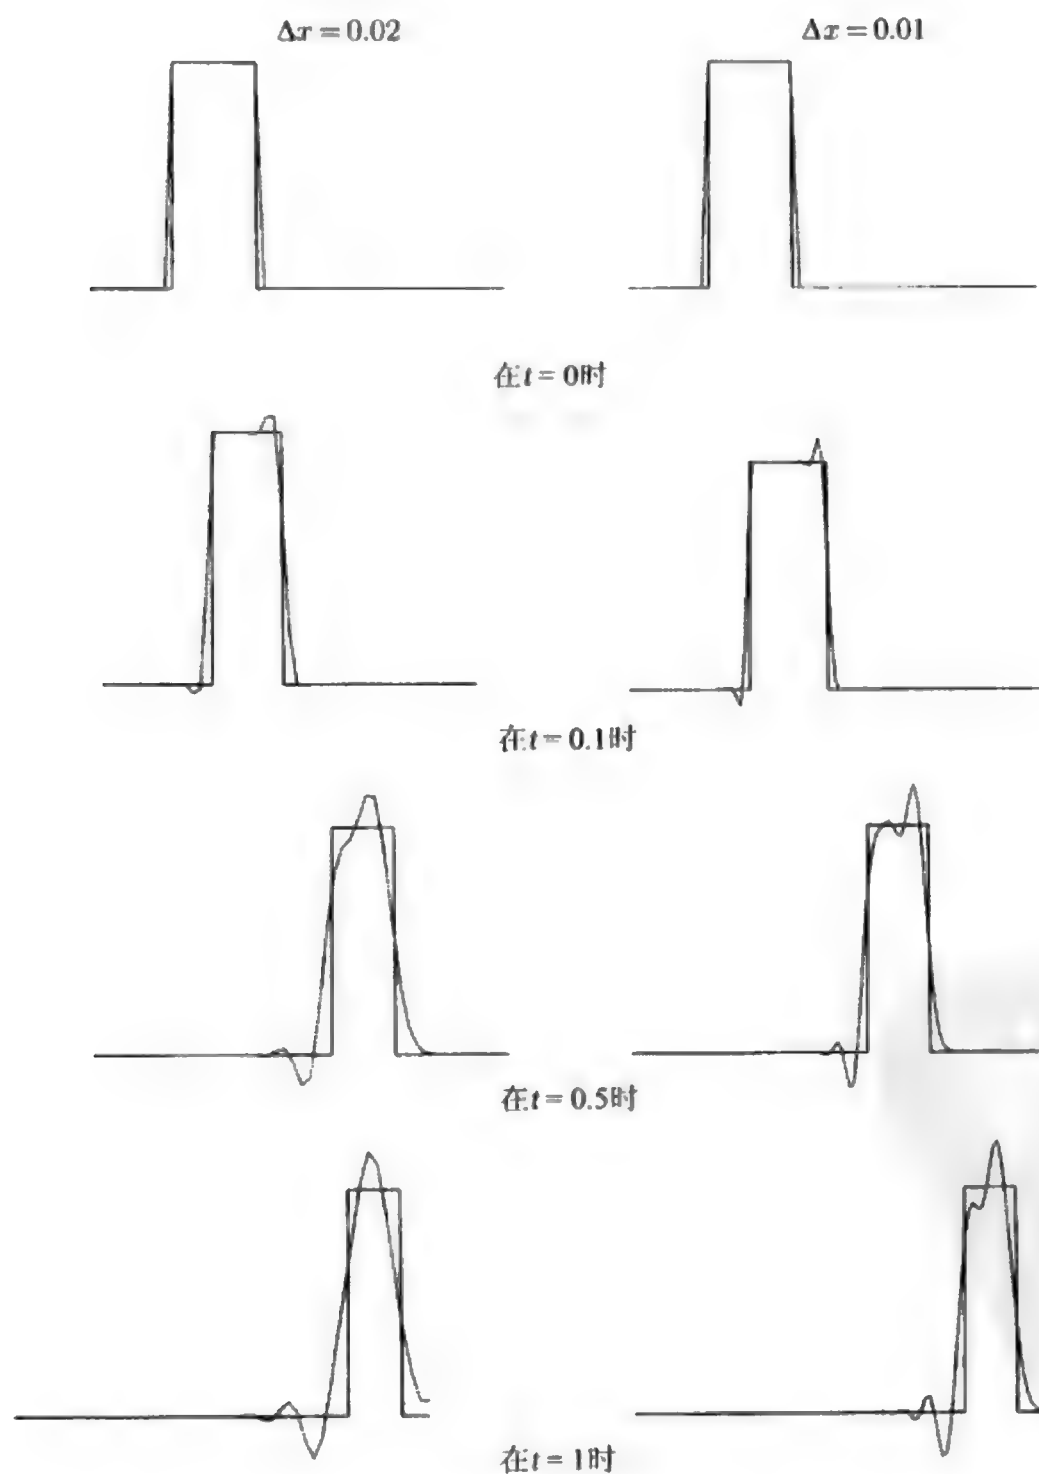 Δx = 0.02
Δx = 0.01
在t = 0时
在t = 0.1时
在t = 0.5时
在t = 1时